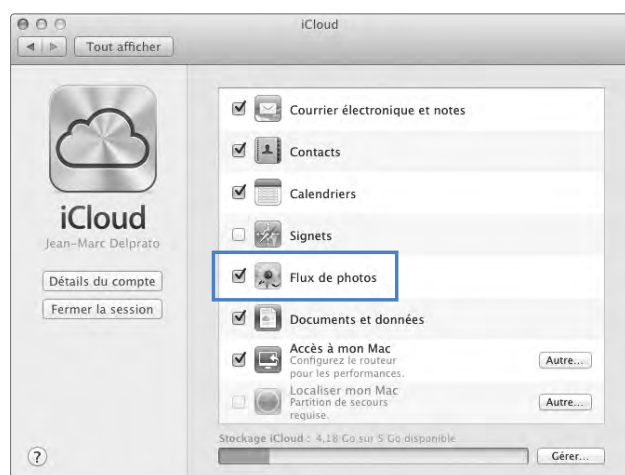 iCloud
Tout afficher
Courrier électronique et notes
Contacts
Calendriers
iCloud
Jean-Marc Delprato
Signets
Détails du compte
Flux de photos
Fermer la session
Documents et données
Accès à mon Mac
Configurez le routeur
pour les performances.
Autre...
Localiser mon Mac
Partition de secours
requise.
Autre...
Stockage iCloud : 4,18 Go sur 5 Go disponible
?
Gérer...